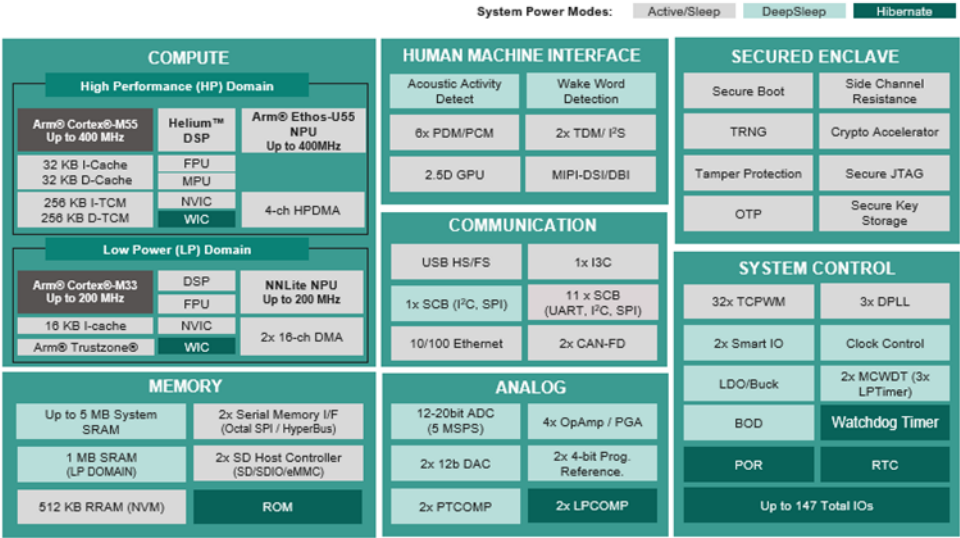 System Power Modes: Active/Sleep DeepSleep Hibernate
COMPUTE
High Performance (HP) Domain
Arm® Cortex®-M55
Up to 400 MHz
Helium™
DSP
Arm® Ethos-U55
NPU
Up to 400MHz
32 KB I-Cache
32 KB D-Cache
FPU
MPU
256 KB I-TCM
256 KB D-TCM
NVIC
WIC
4-ch HPDMA
Low Power (LP) Domain
Arm® Cortex®-M33
Up to 200 MHz
DSP
FPU
NNLite NPU
Up to 200 MHz
16 KB I-cache
NVIC
2x 16-ch DMA
Arm® Trustzone®
WIC
MEMORY
Up to 5 MB System
SRAM
2x Serial Memory I/F
(Octal SPI / HyperBus)
1 MB SRAM
(LP DOMAIN)
2x SD Host Controller
(SD/SDIO/eMMC)
512 KB RRAM (NVM)
ROM
HUMAN MACHINE INTERFACE
Acoustic Activity
Detect
Wake Word
Detection
6x PDM/PCM
2x TDM/ I²S
2.5D GPU
MIPI-DSI/DBI
COMMUNICATION
USB HS/FS
1x I3C
1x SCB (I²C, SPI)
11 x SCB
(UART, I²C, SPI)
10/100 Ethernet
2x CAN-FD
ANALOG
12-20bit ADC
(5 MSPS)
4x OpAmp / PGA
2x 12b DAC
2x 4-bit Prog.
Reference.
2x PTCOMP
2x LPCOMP
SECURED ENCLAVE
Secure Boot
Side Channel
Resistance
TRNG
Crypto Accelerator
Tamper Protection
Secure JTAG
OTP
Secure Key
Storage
SYSTEM CONTROL
32x TCPWM
3x DPLL
2x Smart IO
Clock Control
LDO/Buck
2x MCWDT (3x
LPTimer)
BOD
Watchdog Timer
POR
RTC
Up to 147 Total IOs